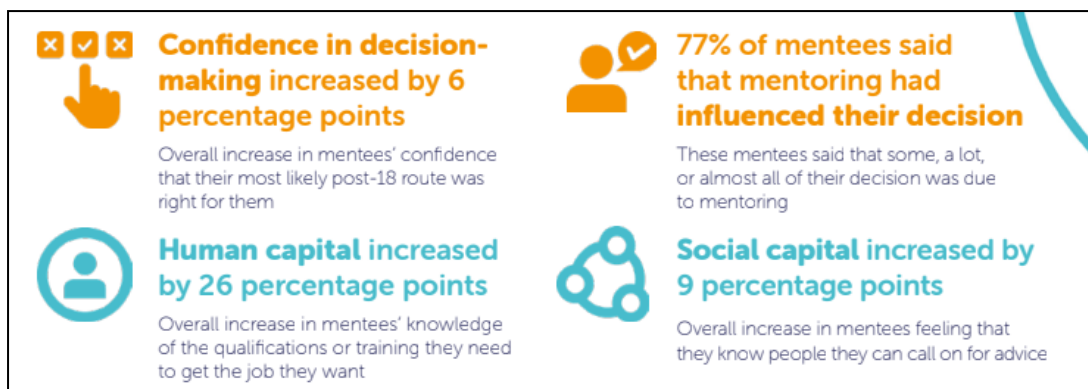 Confidence in decision-
making increased by 6
percentage points
Overall increase in mentees’ confidence
that their most likely post-18 route was
right for them
77% of mentees said
that mentoring had
influenced their decision
These mentees said that some, a lot,
or almost all of their decision was due
to mentoring
Human capital increased
by 26 percentage points
Overall increase in mentees’ knowledge
of the qualifications or training they need
to get the job they want
Social capital increased by
9 percentage points
Overall increase in mentees feeling that
they know people they can call on for advice